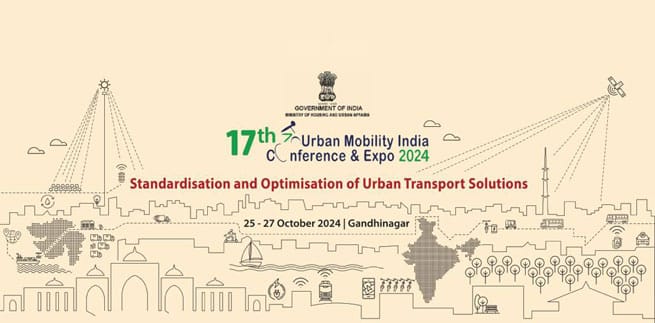 GOVERNMENT OF INDIA
MINISTRY OF HOUSING AND URBAN AFFAIRS
17th Urban Mobility India
Conference & Expo 2024
Standardisation and Optimisation of Urban Transport Solutions
25 - 27 October 2024 | Gandhinagar